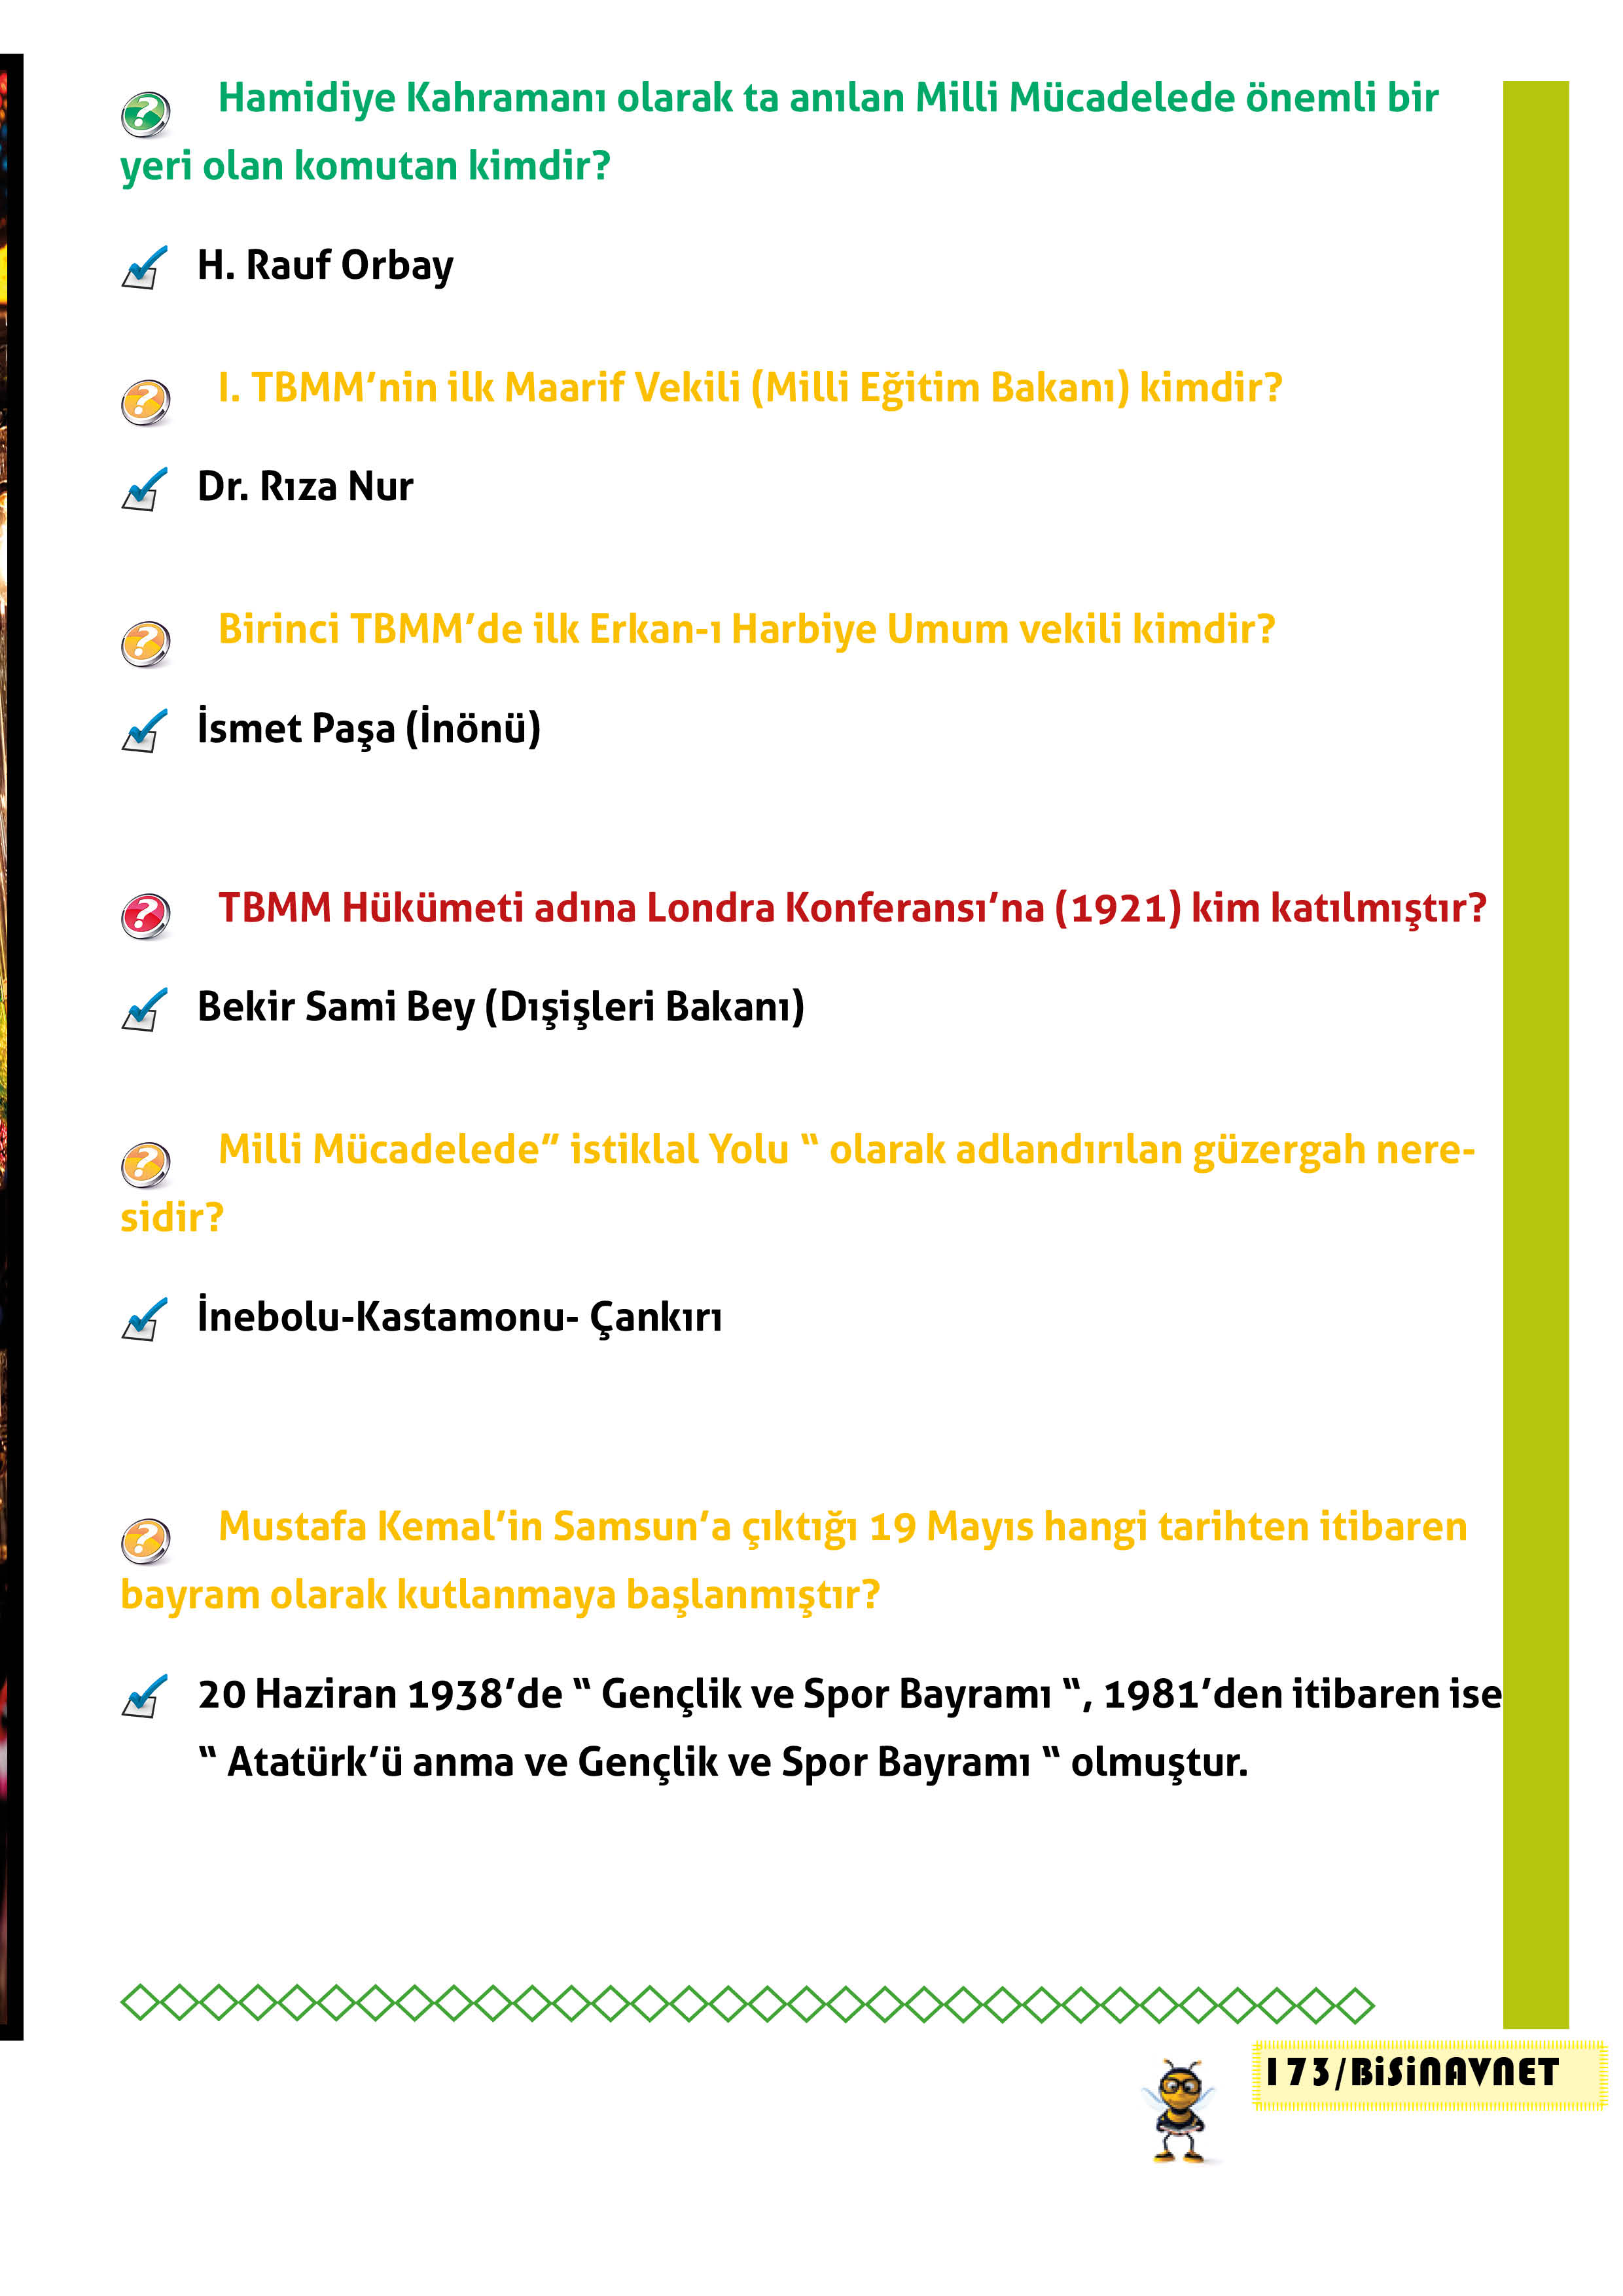 Hamidiye Kahramanı olarak ta anılan Milli Mücadelede önemli bir
yeri olan komutan kimdir?
H. Rauf Orbay
I. TBMM’nin ilk Maarif Vekili (Milli Eğitim Bakanı) kimdir?
Dr. Rıza Nur
Birinci TBMM’de ilk Erkan-ı Harbiye Umum vekili kimdir?
İsmet Paşa (İnönü)
TBMM Hükümeti adına Londra Konferansı’na (1921) kim katılmıştır?
Bekir Sami Bey (Dışişleri Bakanı)
Milli Mücadelede” istiklal Yolu “ olarak adlandırılan güzergah nere-
sidir?
İnebolu-Kastamonu- Çankırı
Mustafa Kemal’in Samsun’a çıktığı 19 Mayıs hangi tarihten itibaren
bayram olarak kutlanmaya başlanmıştır?
20 Haziran 1938’de “ Gençlik ve Spor Bayramı “, 1981’den itibaren ise
“ Atatürk’ü anma ve Gençlik ve Spor Bayramı “ olmuştur.
173/BiSiNAVNET